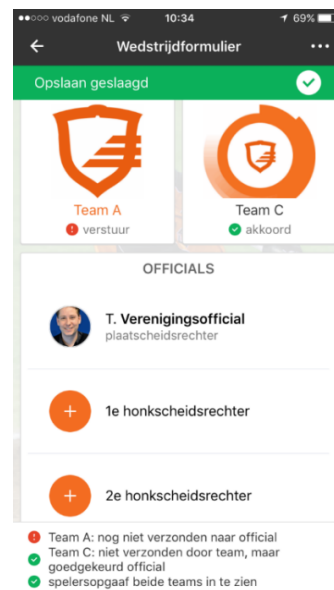 vodafone NL 10:34 69%
Wedstrijdformulier
Opslaan geslaagd
Team A Team C
verstuur akkoord
OFFICIALS
T. Verenigingsofficial
plaatscheidsrechter
1e honkscheidsrechter
2e honkscheidsrechter
Team A: nog niet verzonden naar official
Team C: niet verzonden door team, maar
goedgekeurd official
spelersopgaaf beide teams in te zien